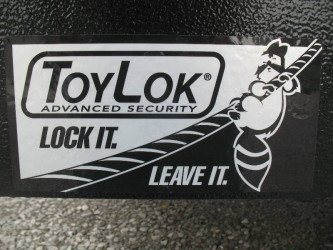 TOYLOK®
ADVANCED SECURITY
LOCK IT.
LEAVE IT.